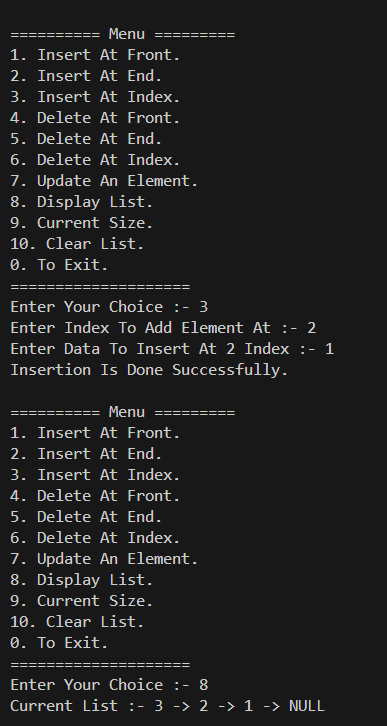 ========== Menu =========
1. Insert At Front.
2. Insert At End.
3. Insert At Index.
4. Delete At Front.
5. Delete At End.
6. Delete At Index.
7. Update An Element.
8. Display List.
9. Current Size.
10. Clear List.
0. To Exit.
====================
Enter Your Choice :- 3
Enter Index To Add Element At :- 2
Enter Data To Insert At 2 Index :- 1
Insertion Is Done Successfully.

========== Menu =========
1. Insert At Front.
2. Insert At End.
3. Insert At Index.
4. Delete At Front.
5. Delete At End.
6. Delete At Index.
7. Update An Element.
8. Display List.
9. Current Size.
10. Clear List.
0. To Exit.
====================
Enter Your Choice :- 8
Current List :- 3 -> 2 -> 1 -> NULL